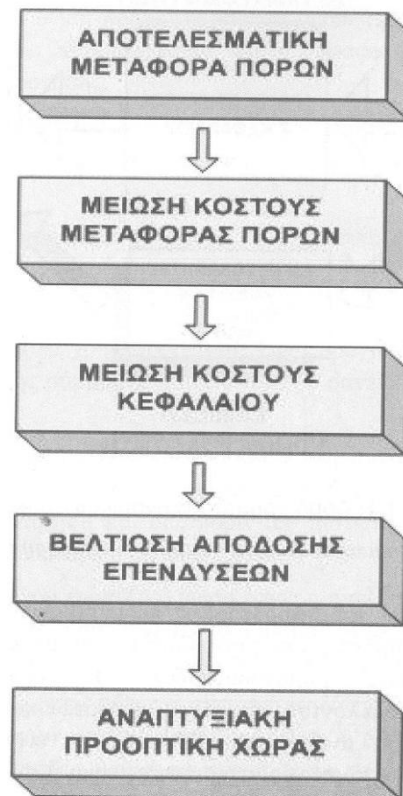 ΑΠΟΤΕΛΕΣΜΑΤΙΚΗ
ΜΕΤΑΦΟΡΑ ΠΟΡΩΝ
ΜΕΙΩΣΗ ΚΟΣΤΟΥΣ
ΜΕΤΑΦΟΡΑΣ ΠΟΡΩΝ
ΜΕΙΩΣΗ ΚΟΣΤΟΥΣ
ΚΕΦΑΛΑΙΟΥ
ΒΕΛΤΙΩΣΗ ΑΠΟΔΟΣΗΣ
ΕΠΕΝΔΥΣΕΩΝ
ΑΝΑΠΤΥΞΙΑΚΗ
ΠΡΟΟΠΤΙΚΗ ΧΩΡΑΣ